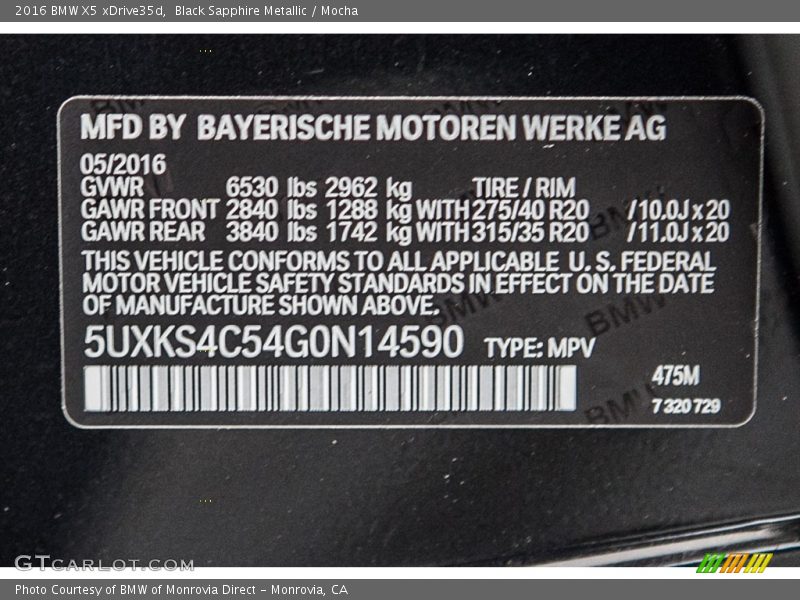 2016 BMW X5 xDrive35d,  Black Sapphire Metallic / Mocha
MFD BY BAYERISCHE MOTOREN WERKE AG
05/2016
GVWR 6530 lbs 2962 kg TIRE / RIM
GAWR FRONT 2840 lbs 1288 kg WITH 275/40 R20 /10.0J x 20
GAWR REAR 3840 lbs 1742 kg WITH 315/35 R20 /11.0J x 20
THIS VEHICLE CONFORMS TO ALL APPLICABLE U. S. FEDERAL
MOTOR VEHICLE SAFETY STANDARDS IN EFFECT ON THE DATE
OF MANUFACTURE SHOWN ABOVE.
5UXKS4C54G0N14590 TYPE: MPV
475M
7 320 729
GTCARLOT.COM
Photo Courtesy of BMW of Monrovia Direct - Monrovia, CA